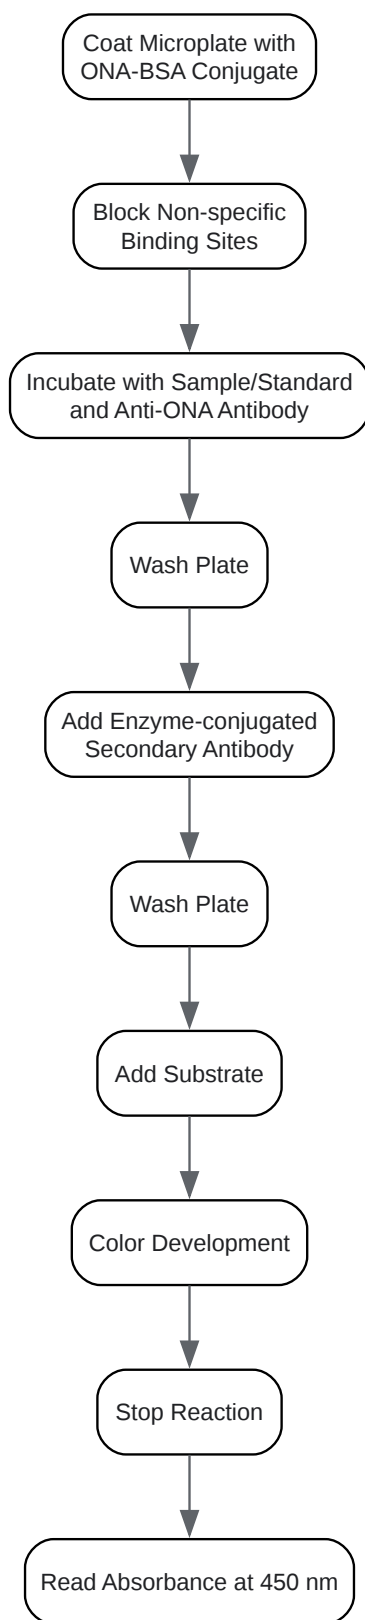 Coat Microplate with
ONA-BSA Conjugate
Block Non-specific
Binding Sites
Incubate with Sample/Standard
and Anti-ONA Antibody
Wash Plate
Add Enzyme-conjugated
Secondary Antibody
Wash Plate
Add Substrate
Color Development
Stop Reaction
Read Absorbance at 450 nm